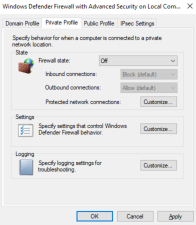 Windows Defender Firewall with Advanced Security on Local Com... ×
Domain Profile Private Profile Public Profile IPsec Settings
Specify behavior for when a computer is connected to a private
network location.
State
Firewall state: Off
Inbound connections: Block (default)
Outbound connections: Allow (default)
Protected network connections: Customize...
Settings
Specify settings that control Windows
Defender Firewall behavior.
Customize...
Logging
Specify logging settings for
troubleshooting.
Customize...
OK Cancel Apply